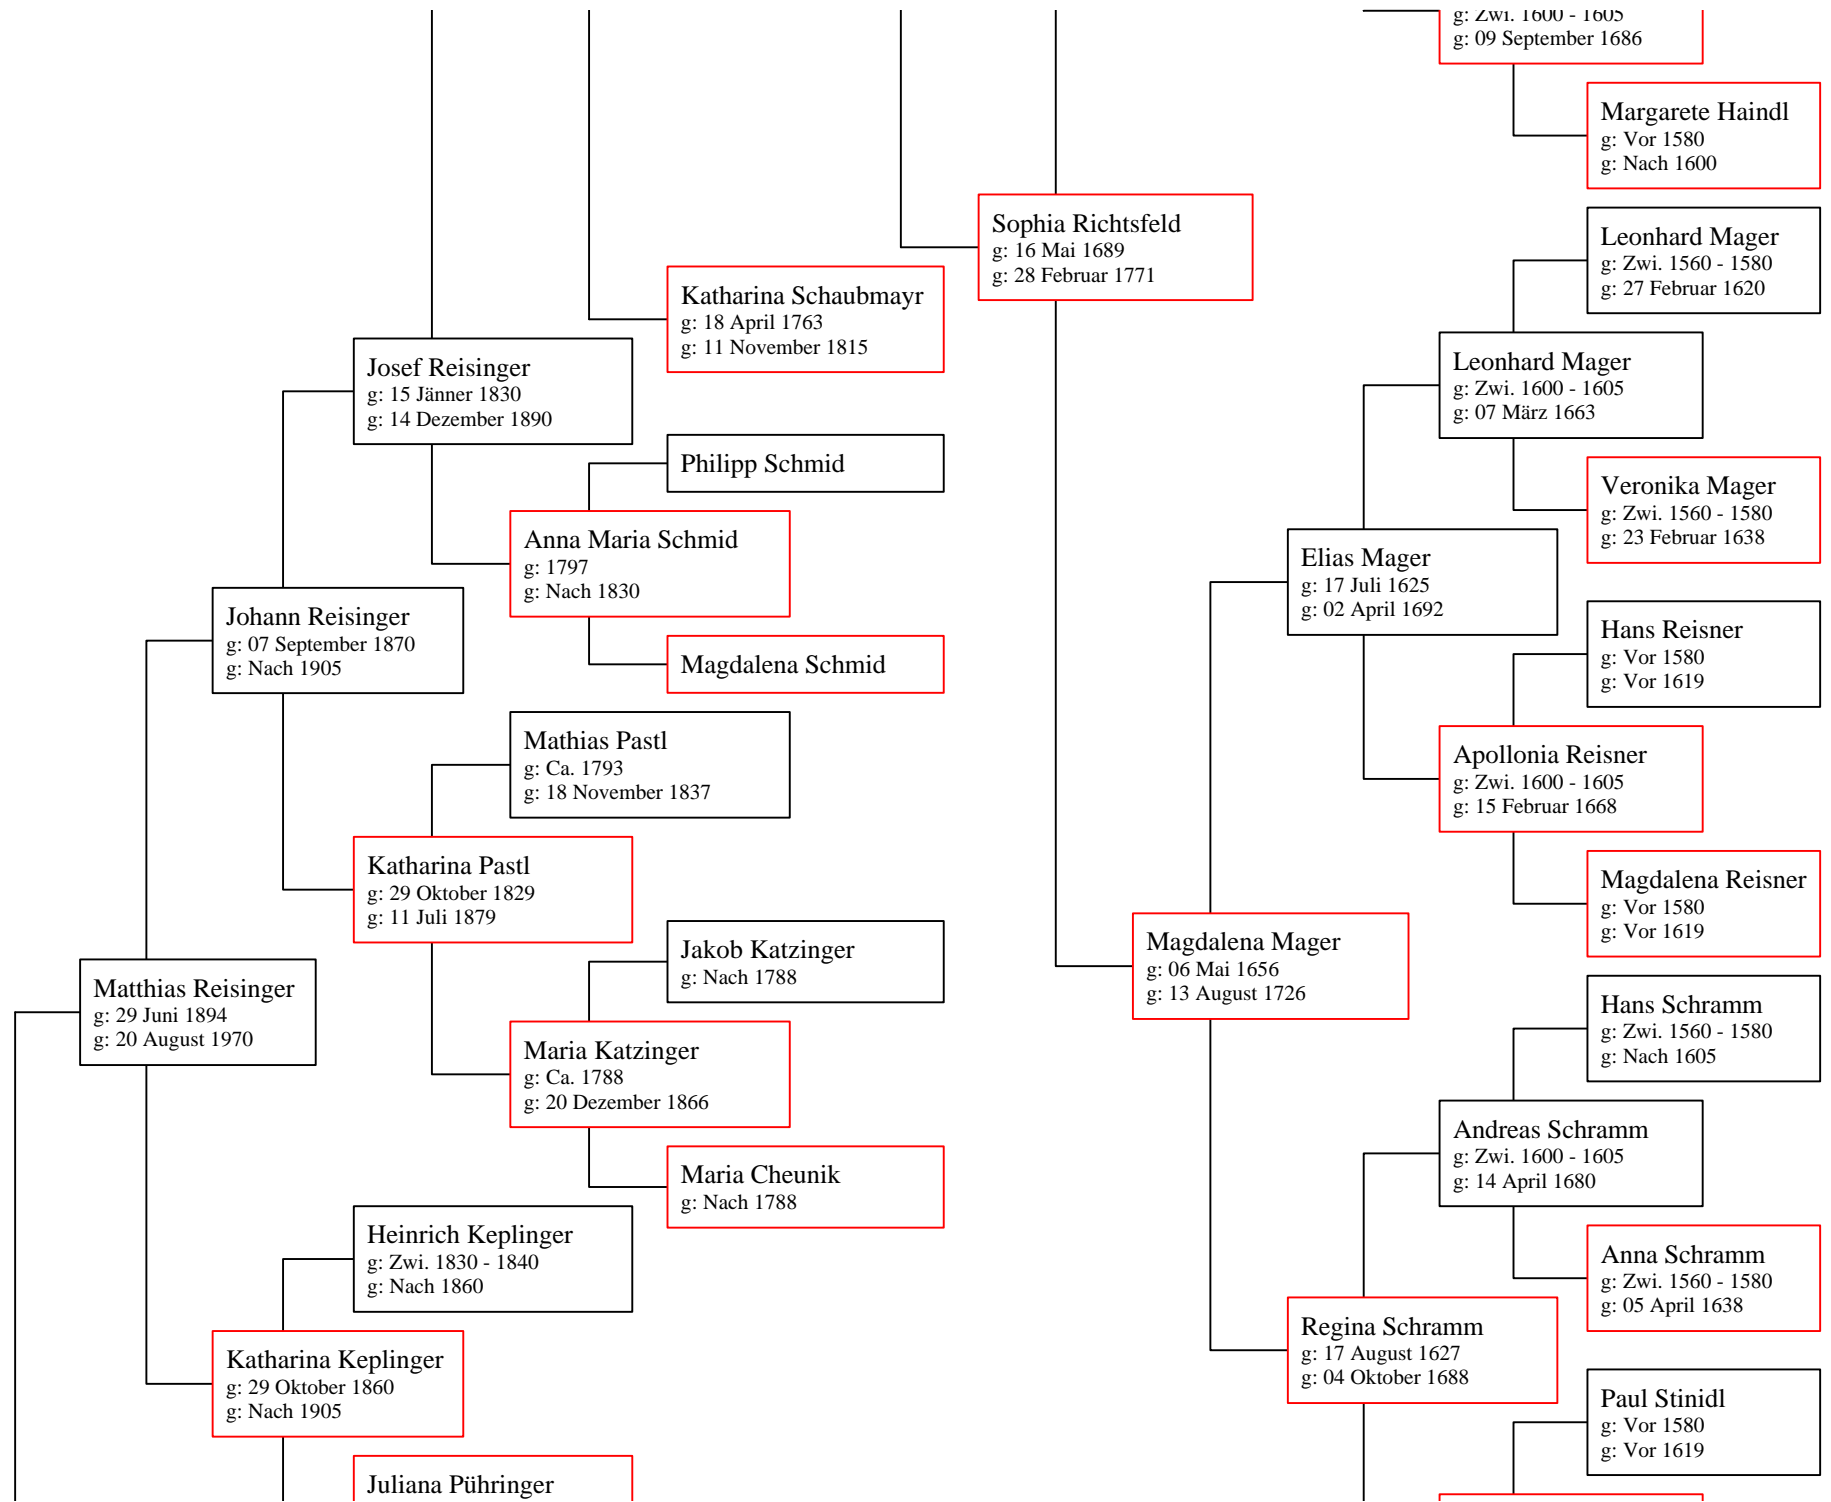 g: Zwi. 1600 - 1605
g: 09 September 1686
Margarete Haindl
g: Vor 1580
g: Nach 1600
Sophia Richtsfeld
g: 16 Mai 1689
g: 28 Februar 1771
Leonhard Mager
g: Zwi. 1560 - 1580
g: 27 Februar 1620
Katharina Schaubmayr
g: 18 April 1763
g: 11 November 1815
Josef Reisinger
g: 15 Jänner 1830
g: 14 Dezember 1890
Leonhard Mager
g: Zwi. 1600 - 1605
g: 07 März 1663
Philipp Schmid
Veronika Mager
g: Zwi. 1560 - 1580
g: 23 Februar 1638
Anna Maria Schmid
g: 1797
g: Nach 1830
Elias Mager
g: 17 Juli 1625
g: 02 April 1692
Johann Reisinger
g: 07 September 1870
g: Nach 1905
Hans Reisner
g: Vor 1580
g: Vor 1619
Magdalena Schmid
Mathias Pastl
g: Ca. 1793
g: 18 November 1837
Apollonia Reisner
g: Zwi. 1600 - 1605
g: 15 Februar 1668
Katharina Pastl
g: 29 Oktober 1829
g: 11 Juli 1879
Magdalena Reisner
g: Vor 1580
g: Vor 1619
Jakob Katzinger
g: Nach 1788
Magdalena Mager
g: 06 Mai 1656
g: 13 August 1726
Matthias Reisinger
g: 29 Juni 1894
g: 20 August 1970
Hans Schramm
g: Zwi. 1560 - 1580
g: Nach 1605
Maria Katzinger
g: Ca. 1788
g: 20 Dezember 1866
Andreas Schramm
g: Zwi. 1600 - 1605
g: 14 April 1680
Maria Cheunik
g: Nach 1788
Heinrich Keplinger
g: Zwi. 1830 - 1840
g: Nach 1860
Anna Schramm
g: Zwi. 1560 - 1580
g: 05 April 1638
Regina Schramm
g: 17 August 1627
g: 04 Oktober 1688
Katharina Keplinger
g: 29 Oktober 1860
g: Nach 1905
Paul Stinidl
g: Vor 1580
g: Vor 1619
Juliana Pühringer